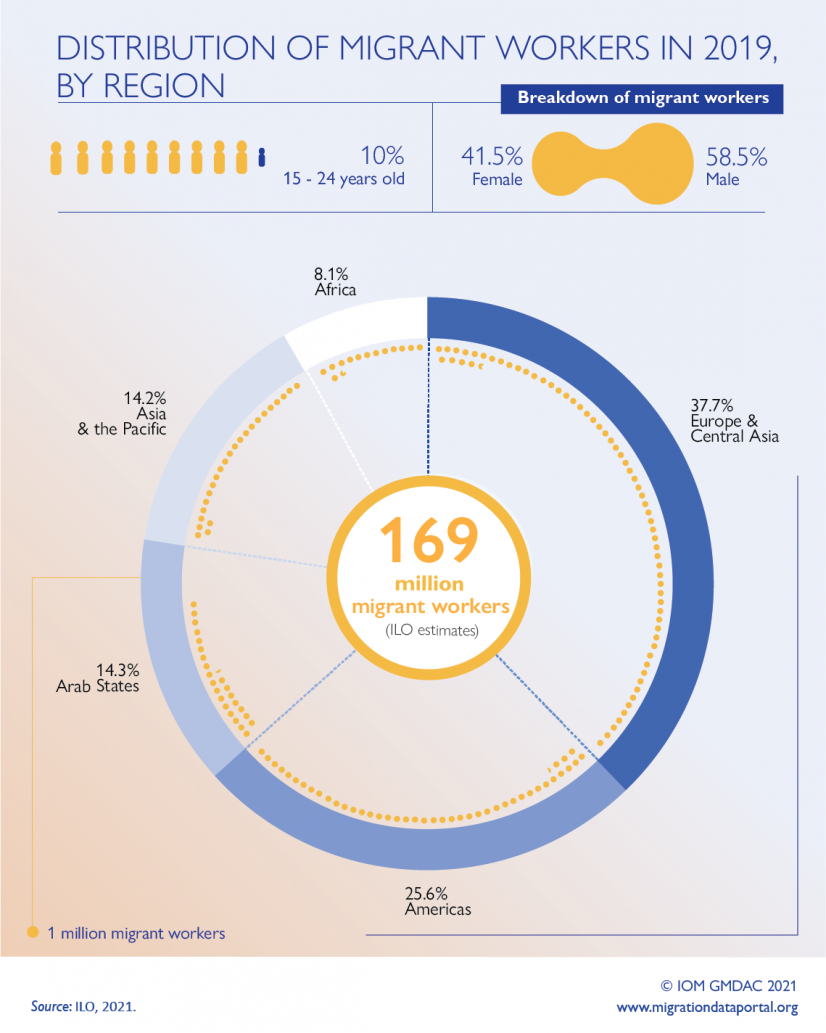 DISTRIBUTION OF MIGRANT WORKERS IN 2019,
BY REGION
Breakdown of migrant workers
10%
15 - 24 years old
41.5%
Female
58.5%
Male
8.1%
Africa
14.2%
Asia
& the Pacific
37.7%
Europe &
Central Asia
169
million
migrant workers
(ILO estimates)
14.3%
Arab States
25.6%
Americas
1 million migrant workers
© IOM GMDAC 2021
Source: ILO, 2021.
www.migrationdataportal.org